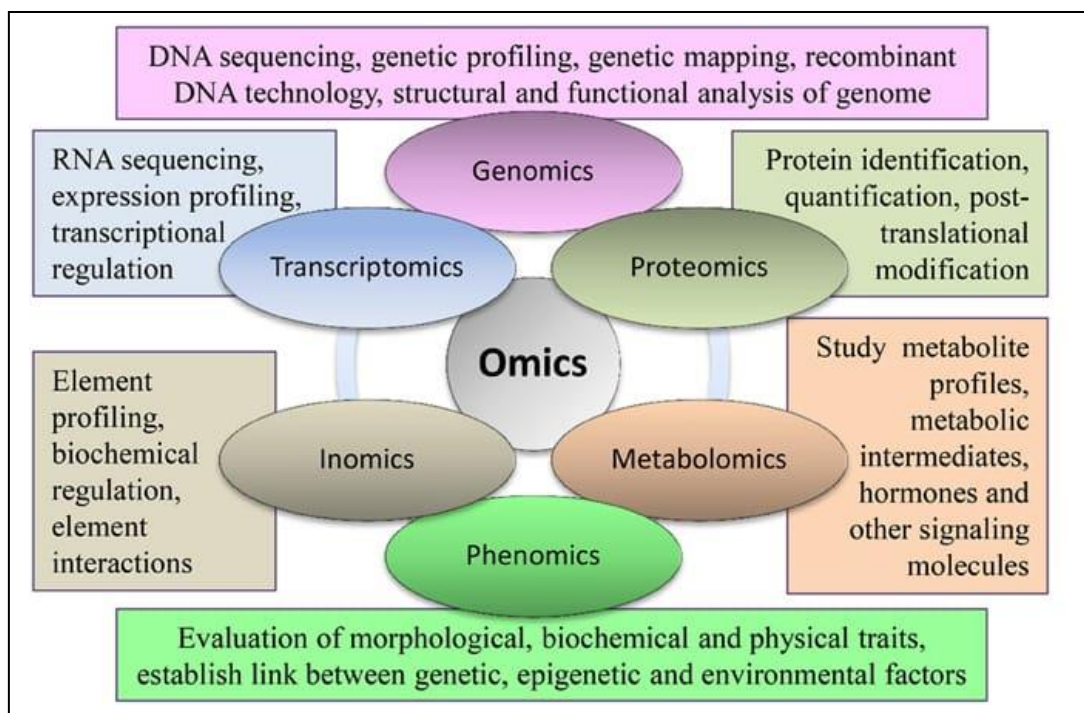 DNA sequencing, genetic profiling, genetic mapping, recombinant
DNA technology, structural and functional analysis of genome
Genomics
RNA sequencing,
expression profiling,
transcriptional
regulation
Transcriptomics
Protein identification,
quantification, post-
translational
modification
Proteomics
Omics
Element
profiling,
biochemical
regulation,
element
interactions
Inomics
Study metabolite
profiles,
metabolic
intermediates,
hormones and
other signaling
molecules
Metabolomics
Phenomics
Evaluation of morphological, biochemical and physical traits,
establish link between genetic, epigenetic and environmental factors